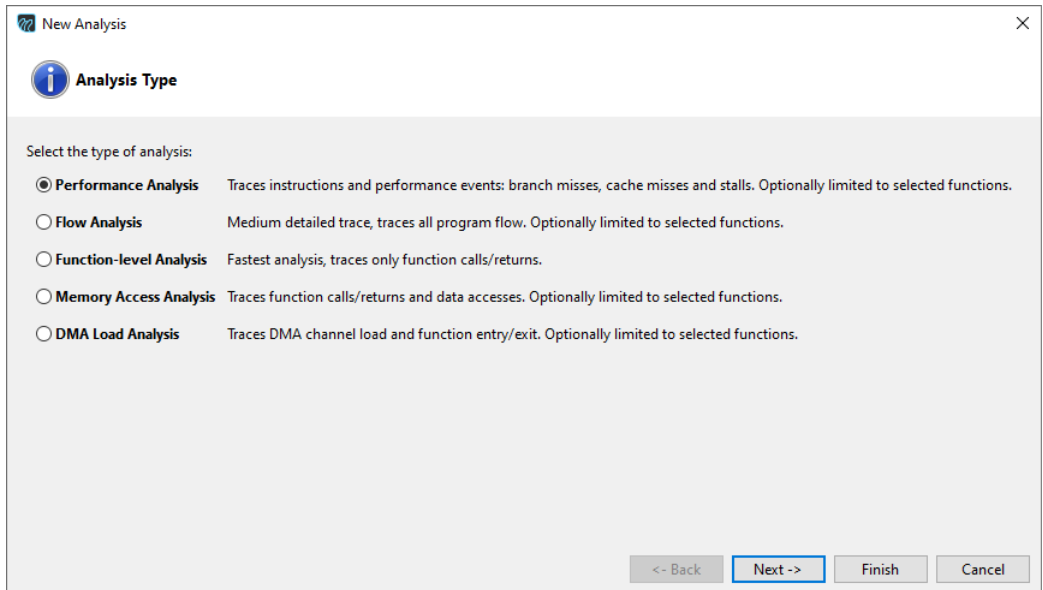 New Analysis
Analysis Type
Select the type of analysis:
Performance Analysis Traces instructions and performance events: branch misses, cache misses and stalls. Optionally limited to selected functions.
Flow Analysis Medium detailed trace, traces all program flow. Optionally limited to selected functions.
Function-level Analysis Fastest analysis, traces only function calls/returns.
Memory Access Analysis Traces function calls/returns and data accesses. Optionally limited to selected functions.
DMA Load Analysis Traces DMA channel load and function entry/exit. Optionally limited to selected functions.
<- Back Next -> Finish Cancel